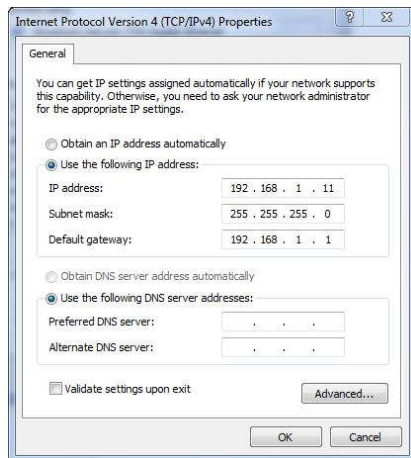 Internet Protocol Version 4 (TCP/IPv4) Properties
General
You can get IP settings assigned automatically if your network supports
this capability. Otherwise, you need to ask your network administrator
for the appropriate IP settings.
Obtain an IP address automatically
Use the following IP address:
IP address: 192 . 168 . 1 . 11
Subnet mask: 255 . 255 . 255 . 0
Default gateway: 192 . 168 . 1 . 1
Obtain DNS server address automatically
Use the following DNS server addresses:
Preferred DNS server: . . .
Alternate DNS server: . . .
Validate settings upon exit
Advanced...
OK Cancel